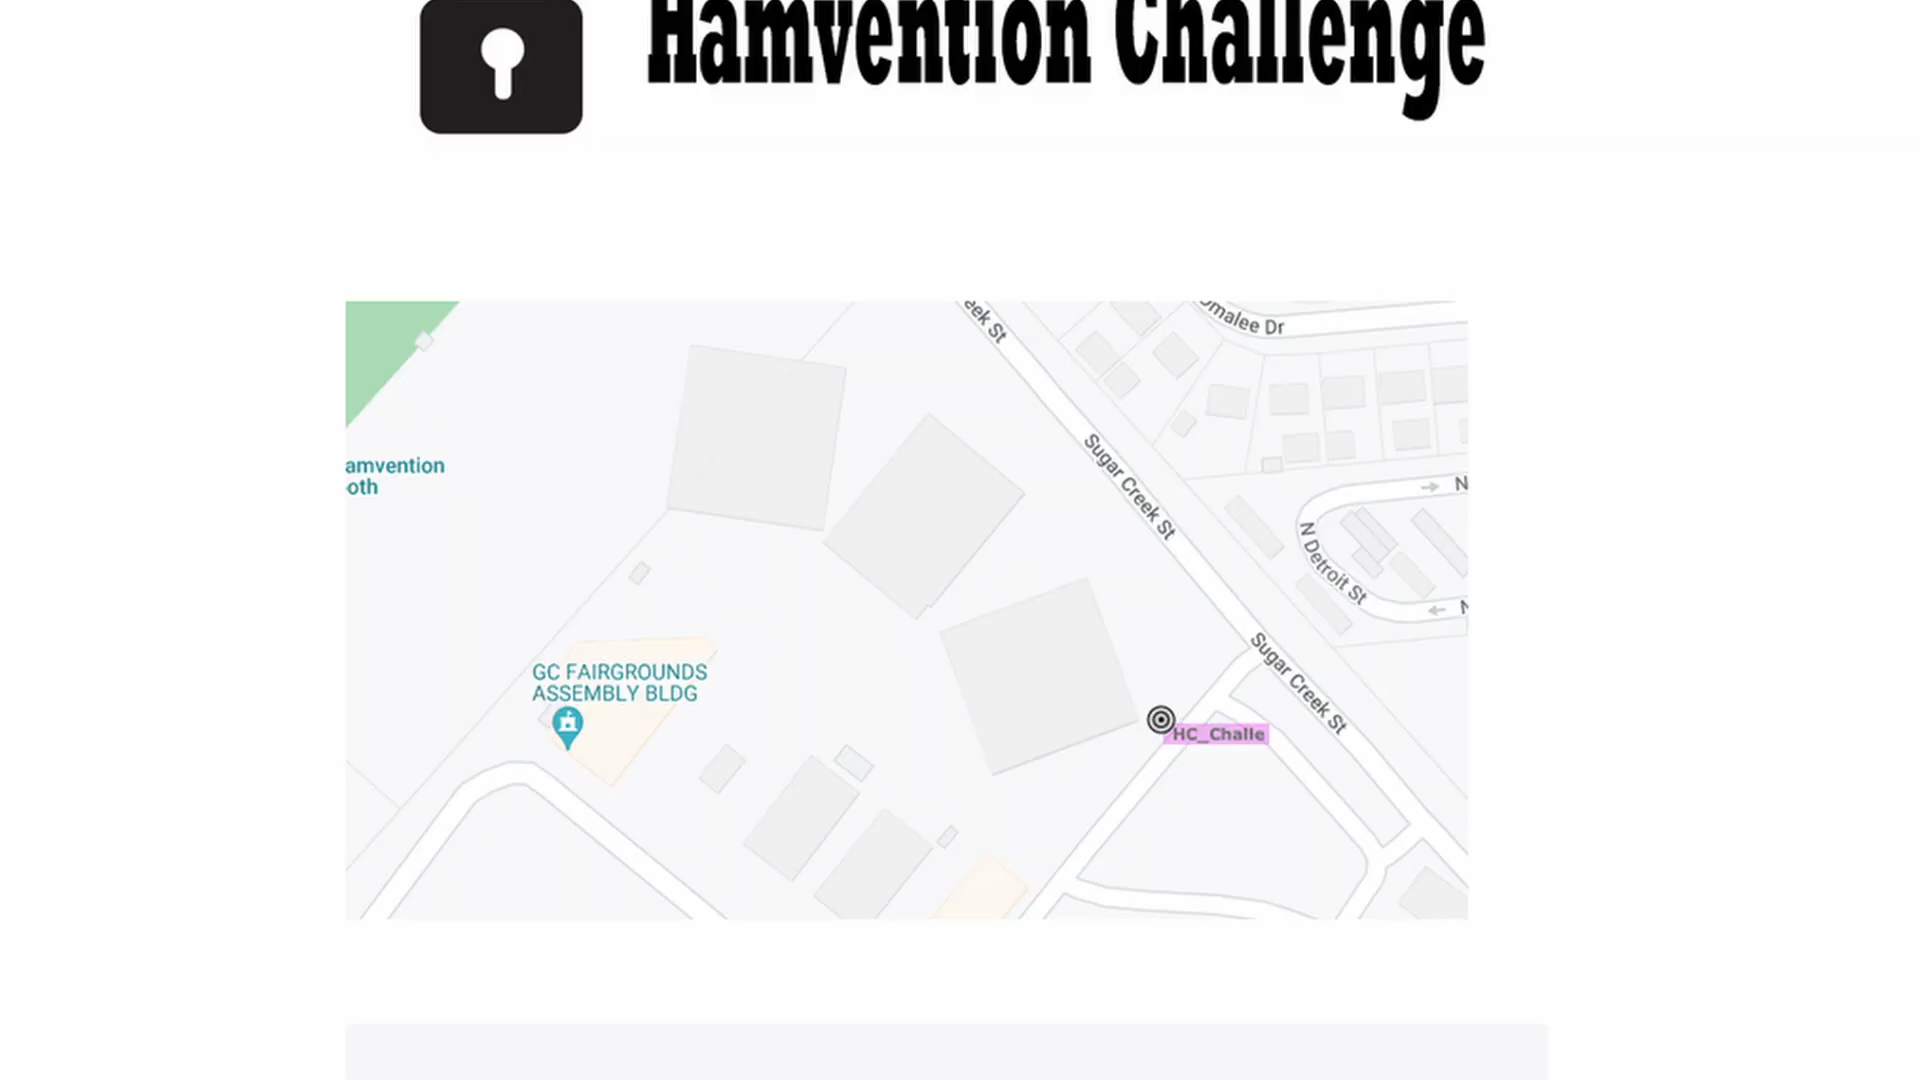 Hamvention Challenge
eek St
omalee Dr
amvention
oth
Sugar Creek St
N
N Detroit St
N
GC FAIRGROUNDS
ASSEMBLY BLDG
Sugar Creek St
HC_Challe